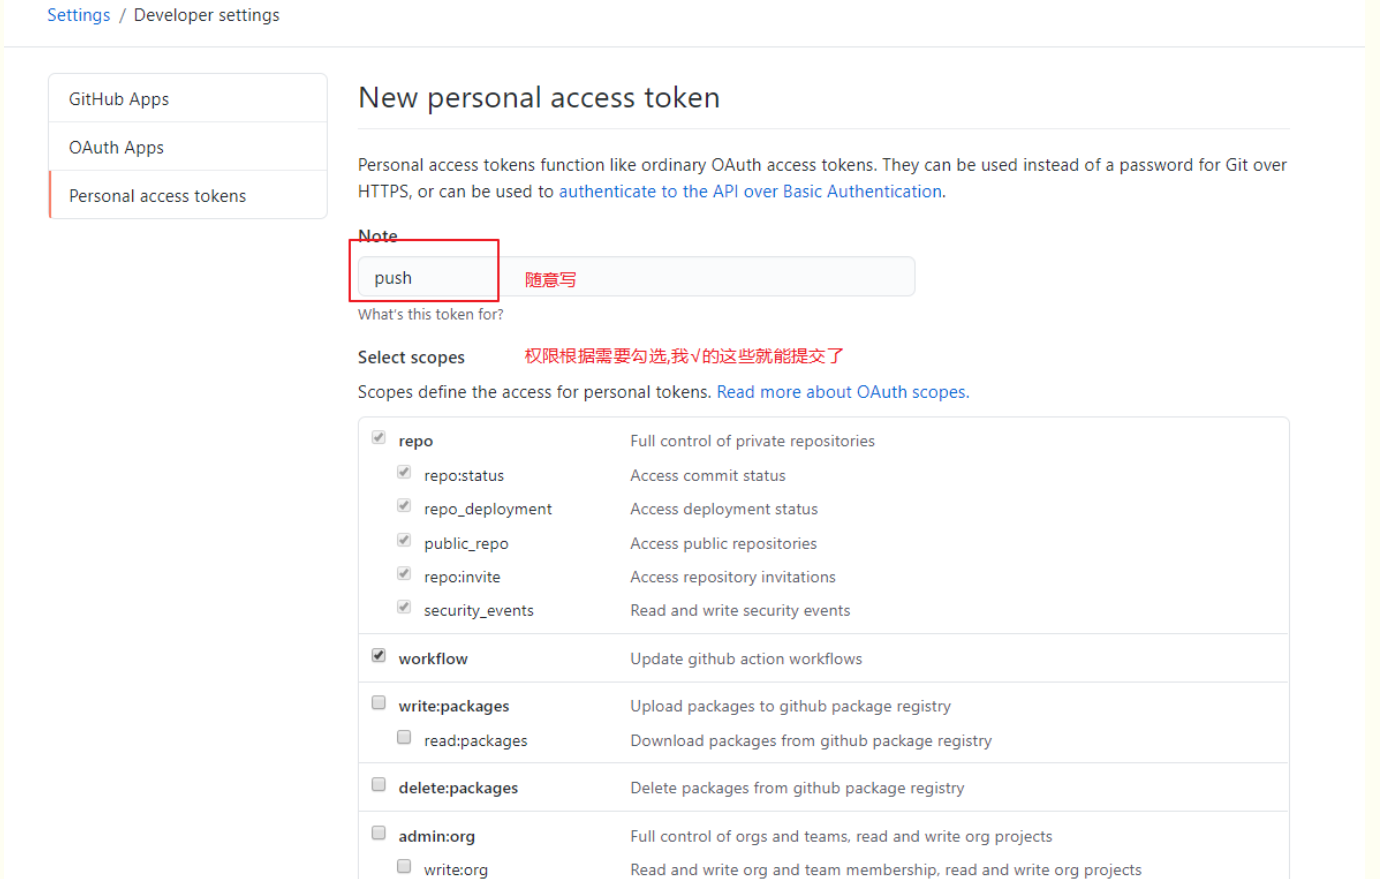 Settings / Developer settings
GitHub Apps
OAuth Apps
Personal access tokens
New personal access token
Personal access tokens function like ordinary OAuth access tokens. They can be used instead of a password for Git over
HTTPS, or can be used to authenticate to the API over Basic Authentication.
Note
push 随意写
What's this token for?
Select scopes 权限根据需要勾选,我√的这些就能提交了
Scopes define the access for personal tokens. Read more about OAuth scopes.
repo Full control of private repositories
repo:status Access commit status
repo_deployment Access deployment status
public_repo Access public repositories
repo:invite Access repository invitations
security_events Read and write security events
workflow Update github action workflows
write:packages Upload packages to github package registry
read:packages Download packages from github package registry
delete:packages Delete packages from github package registry
admin:org Full control of orgs and teams, read and write org projects
write:org Read and write org and team membership, read and write org projects